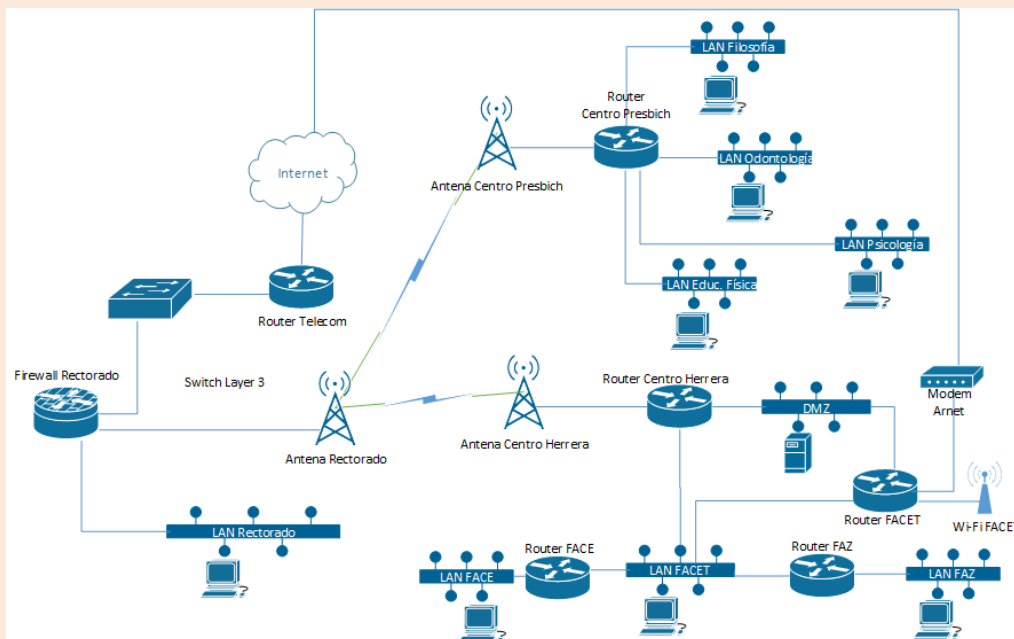 LAN Filosofía
Router
Centro Presbich
LAN Odontología
Internet
Antena Centro Presbich
LAN Psicología
LAN Educ. Física
Router Telecom
Firewall Rectorado
Switch Layer 3
Router Centro Herrera
Modem
Arnet
DMZ
Antena Rectorado
Antena Centro Herrera
Router FACET
Wi-Fi FACET
LAN Rectorado
Router FACE
Router FAZ
LAN FACE
LAN FACET
LAN FAZ